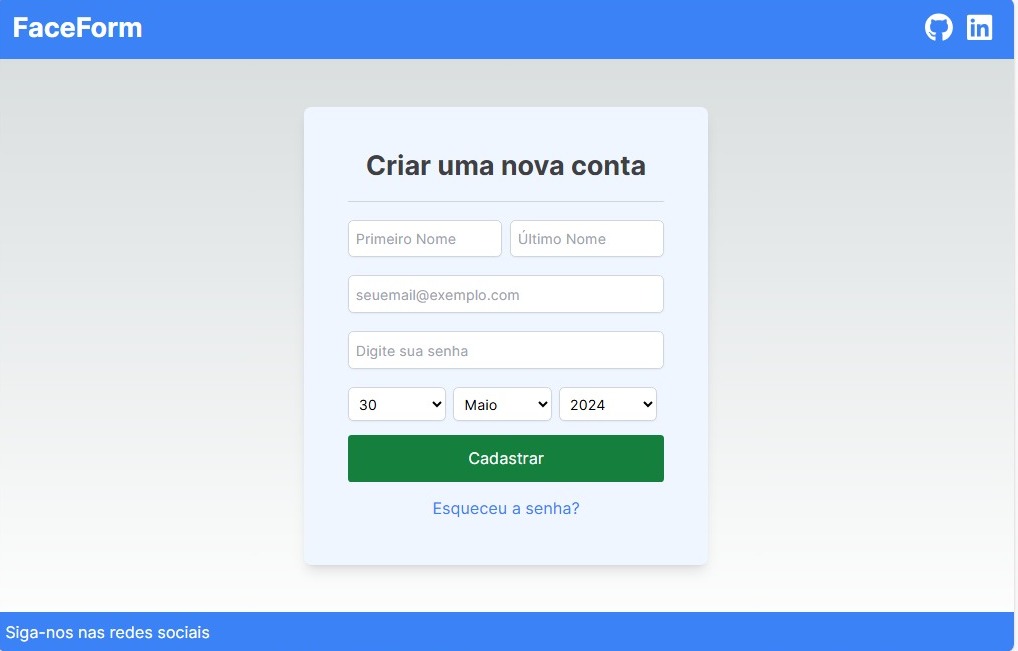 FaceForm
in
Criar uma nova conta
Primeiro Nome Último Nome
seuemail@exemplo.com
Digite sua senha
30 Maio 2024
Cadastrar
Esqueceu a senha?
Siga-nos nas redes sociais